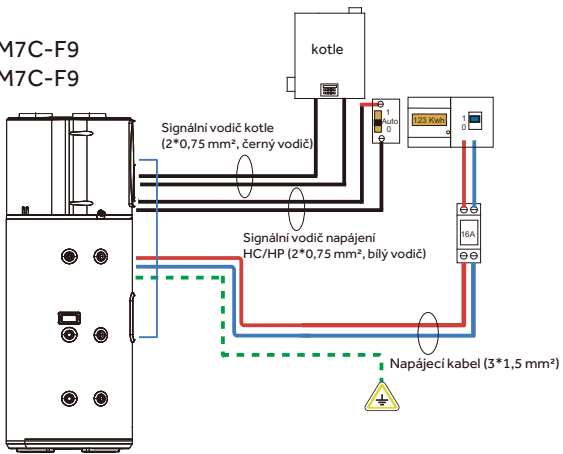 M7C-F9
M7C-F9
kotle
Signální vodič kotle
(2*0,75 mm², černý vodič)
1
Auto
0
123 Kwh
1
0
16A
Signální vodič napájení
HC/HP (2*0,75 mm², bílý vodič)
Napájecí kabel (3*1,5 mm²)